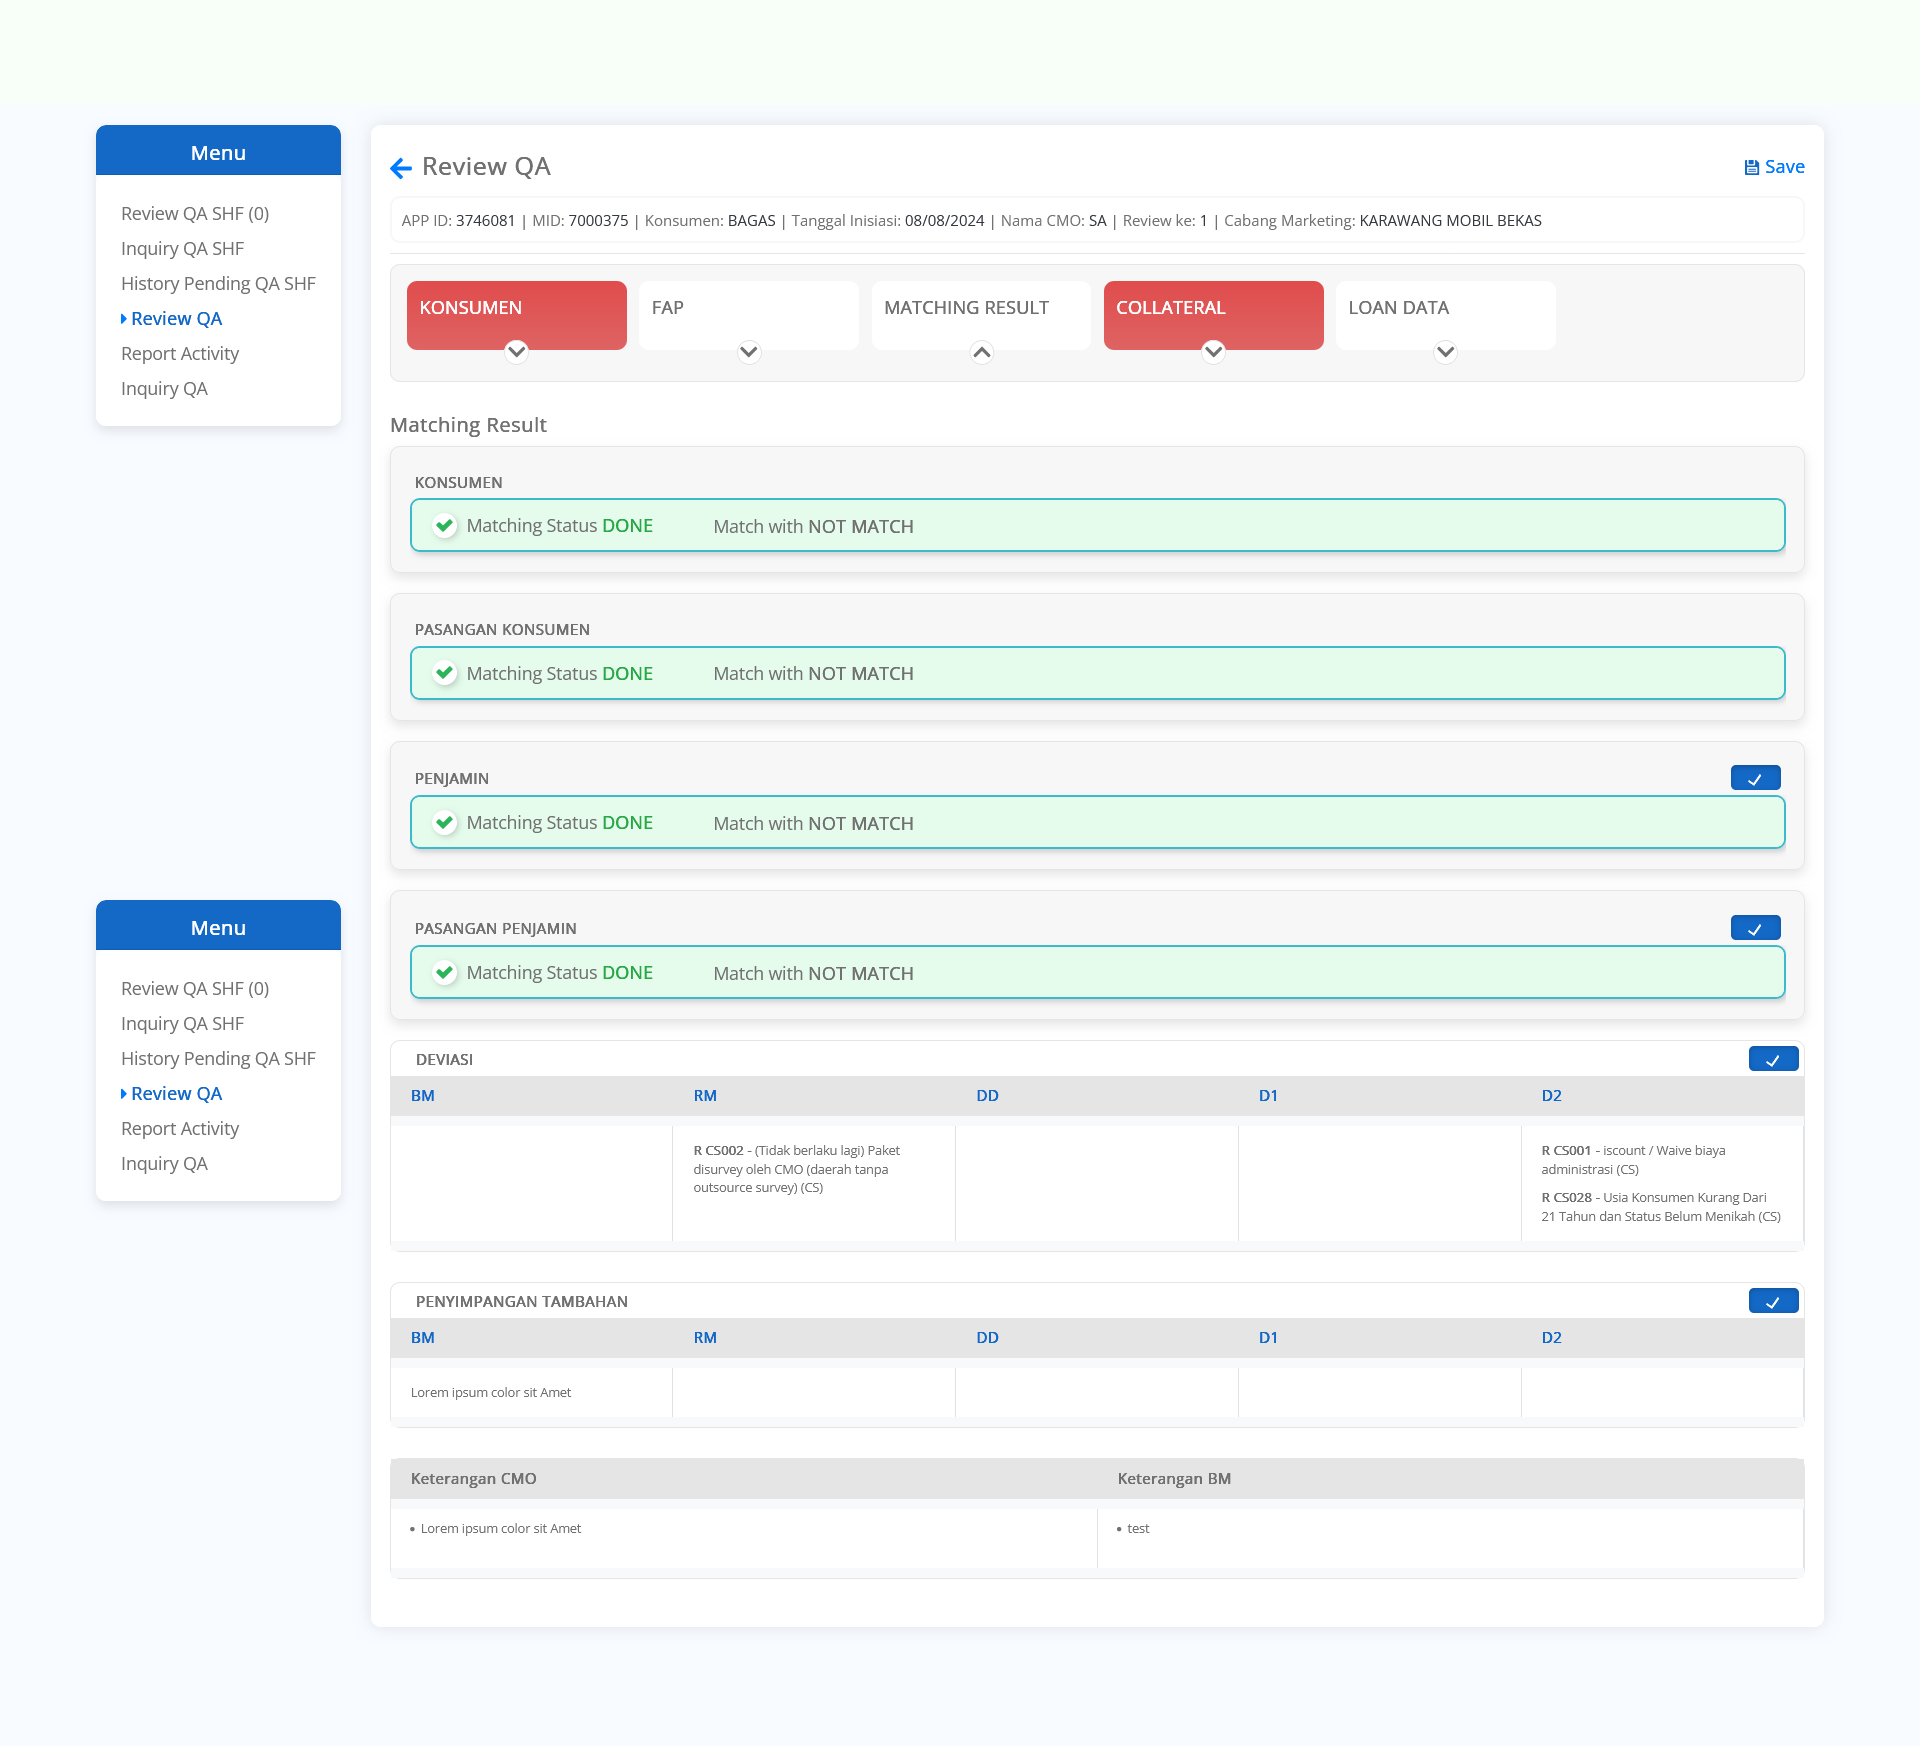 Menu
Review QA SHF (0)
Inquiry QA SHF
History Pending QA SHF
Review QA
Report Activity
Inquiry QA
Menu
Review QA SHF (0)
Inquiry QA SHF
History Pending QA SHF
Review QA
Report Activity
Inquiry QA
Review QA
Save
APP ID: 3746081 | MID: 7000375 | Konsumen: BAGAS | Tanggal Inisiasi: 08/08/2024 | Nama CMO: SA | Review ke: 1 | Cabang Marketing: KARAWANG MOBIL BEKAS
KONSUMEN
FAP
MATCHING RESULT
COLLATERAL
LOAN DATA
Matching Result
KONSUMEN
Matching Status DONE Match with NOT MATCH
PASANGAN KONSUMEN
Matching Status DONE Match with NOT MATCH
PENJAMIN
Matching Status DONE Match with NOT MATCH
PASANGAN PENJAMIN
Matching Status DONE Match with NOT MATCH
DEVIASI
BM RM DD D1 D2
R CS002 - (Tidak berlaku lagi) Paket
disurvey oleh CMO (daerah tanpa
outsource survey) (CS)
R CS001 - iscount / Waive biaya
administrasi (CS)
R CS028 - Usia Konsumen Kurang Dari
21 Tahun dan Status Belum Menikah (CS)
PENYIMPANGAN TAMBAHAN
BM RM DD D1 D2
Lorem ipsum color sit Amet
Keterangan CMO Keterangan BM
• Lorem ipsum color sit Amet
• test